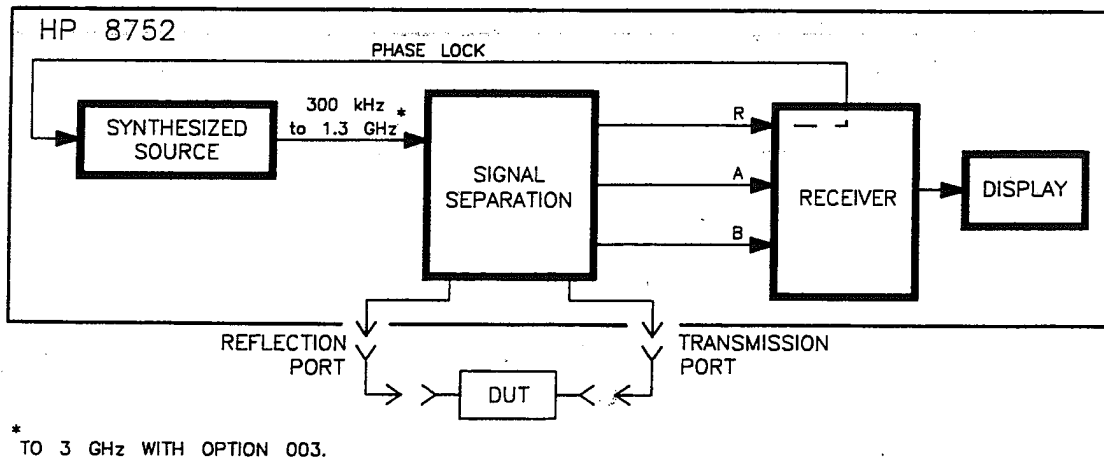 HP 8752
PHASE LOCK
SYNTHESIZED
SOURCE
300 kHz
to 1.3 GHz*
SIGNAL
SEPARATION
R
A
B
RECEIVER
DISPLAY
REFLECTION
PORT
TRANSMISSION
PORT
DUT
*
TO 3 GHz WITH OPTION 003.